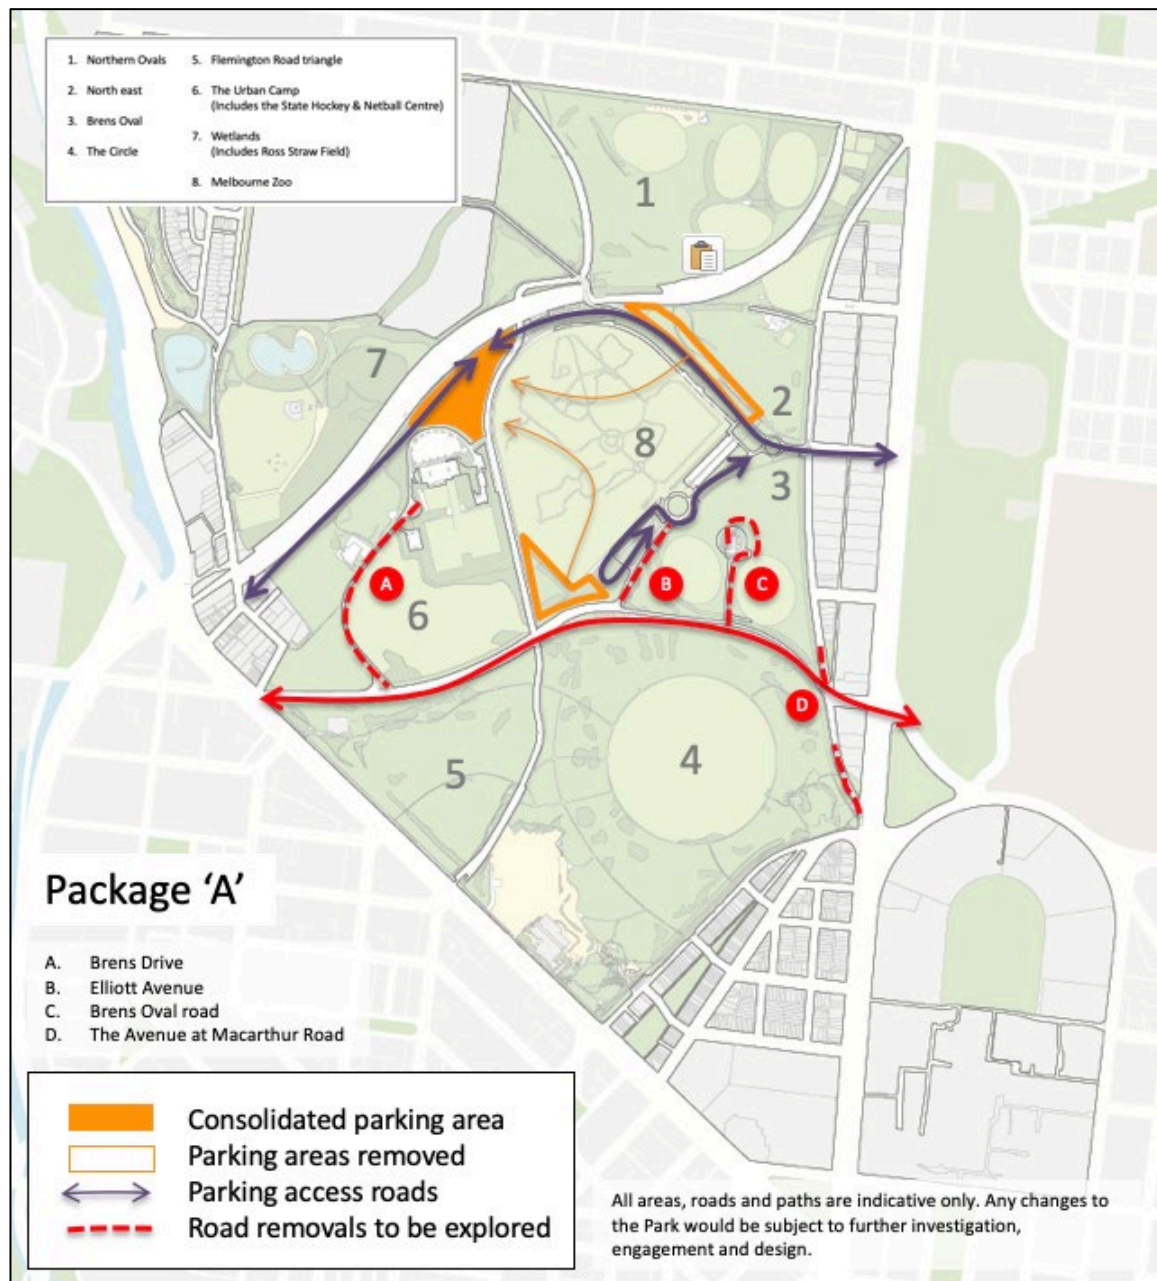 1. Northern Ovals
2. North east
3. Brens Oval
4. The Circle
5. Flemington Road triangle
6. The Urban Camp
(Includes the State Hockey & Netball Centre)
7. Wetlands
(Includes Ross Straw Field)
8. Melbourne Zoo
1
7
2
8
3
A
B
C
6
D
4
5
Package ‘A’
A. Brens Drive
B. Elliott Avenue
C. Brens Oval road
D. The Avenue at Macarthur Road
Consolidated parking area
Parking areas removed
Parking access roads
Road removals to be explored
All areas, roads and paths are indicative only. Any changes to
the Park would be subject to further investigation,
engagement and design.